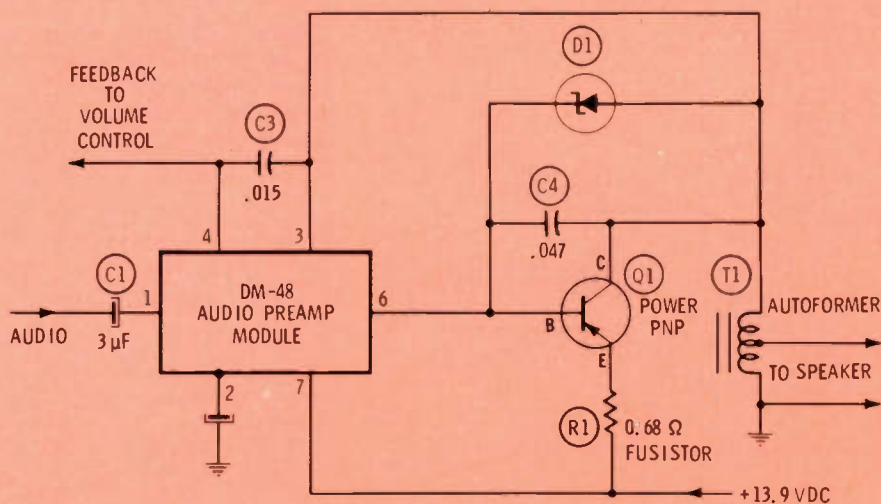 D1
FEEDBACK
TO
VOLUME
CONTROL
C3
.015
C4
.047
4
3
C
Q1
T1
C1
1
DM-48
AUDIO PREAMP
MODULE
6
B
POWER
PNP
AUTOFORMER
AUDIO
3 µF
E
TO SPEAKER
2
7
R1
0.68 Ω
FUSISTOR
+13.9 VDC